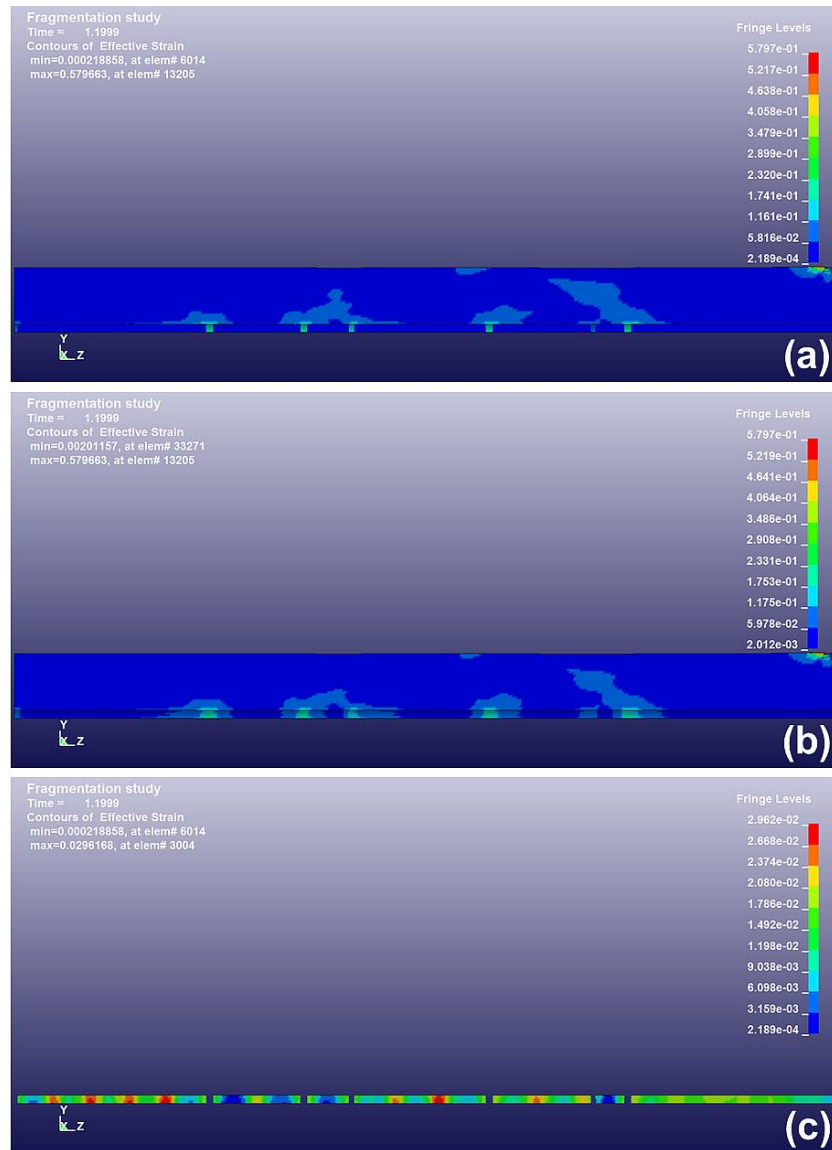 Fragmentation study
Time = 1.1999
Contours of Effective Strain
min=0.000218858, at elem# 6014
max=0.579663, at elem# 13205
Fringe Levels
5.797e-01
5.217e-01
4.638e-01
4.058e-01
3.479e-01
2.899e-01
2.320e-01
1.741e-01
1.161e-01
5.816e-02
2.189e-04
Y
X Z
(a)
Fragmentation study
Time = 1.1999
Contours of Effective Strain
min=0.00201157, at elem# 33271
max=0.579663, at elem# 13205
Fringe Levels
5.797e-01
5.219e-01
4.641e-01
4.064e-01
3.486e-01
2.908e-01
2.331e-01
1.753e-01
1.175e-01
5.978e-02
2.012e-03
Y
X Z
(b)
Fragmentation study
Time = 1.1999
Contours of Effective Strain
min=0.000218858, at elem# 6014
max=0.0296168, at elem# 3004
Fringe Levels
2.962e-02
2.668e-02
2.374e-02
2.080e-02
1.786e-02
1.492e-02
1.198e-02
9.038e-03
6.098e-03
3.159e-03
2.189e-04
Y
X Z
(c)